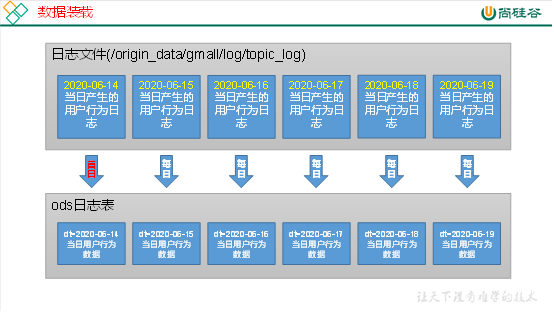 数据装载
尚硅谷
日志文件(/origin_data/gmall/log/topic_log)
2020-06-14
当日产生的
用户行为日
志
2020-06-15
当日产生的
用户行为日
志
2020-06-16
当日产生的
用户行为日
志
2020-06-17
当日产生的
用户行为日
志
2020-06-18
当日产生的
用户行为日
志
2020-06-19
当日产生的
用户行为日
志
首日
每日
每日
每日
每日
每日
ods日志表
dt=2020-06-14
当日用户行为
数据
dt=2020-06-15
当日用户行为
数据
dt=2020-06-16
当日用户行为
数据
dt=2020-06-17
当日用户行为
数据
dt=2020-06-18
当日用户行为
数据
dt=2020-06-19
当日用户行为
数据
让天下没有难学的技术